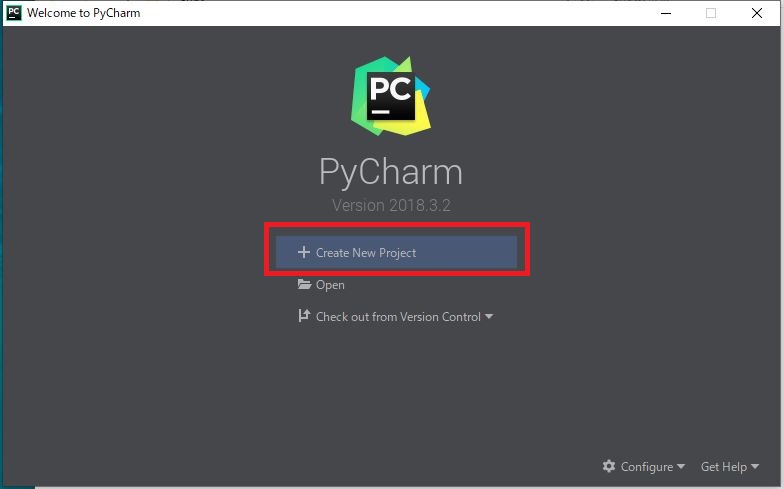 Welcome to PyCharm
PC
PyCharm
Version 2018.3.2
Create New Project
Open
Check out from Version Control
Configure Get Help